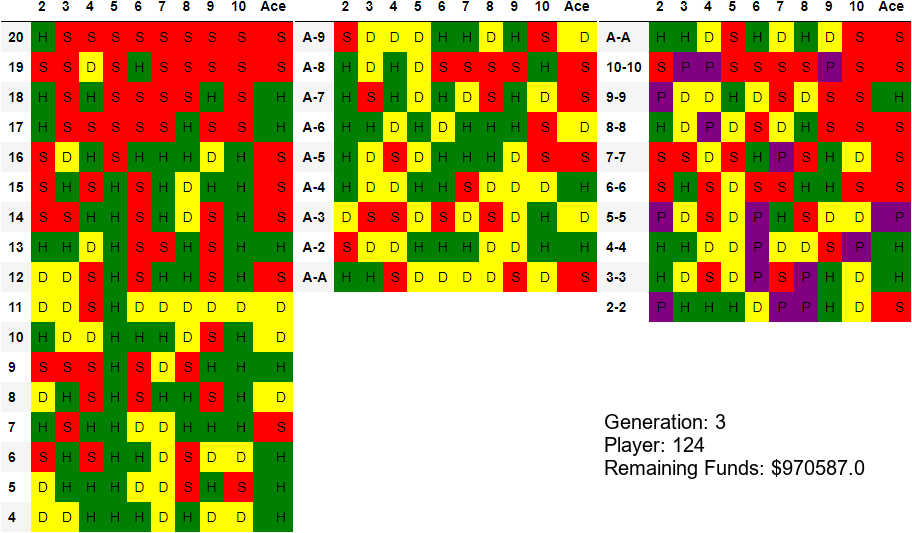 2 3 4 5 6 7 8 9 10 Ace
20 H S S S S S S S S S
19 S S D S H S S S S S
18 H S H S S S S H S H
17 H S S S S S H S S H
16 S D H S H H H D H S
15 S H S H S H D H H S
14 S S H H S H D S H S
13 H H D H S S H S H H
12 D D S H S H H S H S
11 D D S H D D D D D D
10 H D D H H H D S H D
9 S S S H S D S H H H
8 D H S H S H H S H D
7 H S H H D D H H H S
6 S H S H H D S D D H
5 D H H H D D S H S H
4 D D H H H D H D D H
2 3 4 5 6 7 8 9 10 Ace
A-9 S D D D H H D H S D
A-8 H D H D S S S S H S
A-7 H S H D H D S H D S
A-6 H H D H D H H H S D
A-5 H D S D H H H D S S
A-4 H D D H H S D D D H
A-3 D S S D S D S D H D
A-2 S D D H H H D D H H
A-A H H S D D D D S D S
2 3 4 5 6 7 8 9 10 Ace
A-A H H D S H D H D S S
10-10 S P P S S S S P S S
9-9 P D D H D S D S S H
8-8 H D P D S D H S S S
7-7 S S D S H P S H D S
6-6 S H S D S S H H S S
5-5 P D S D P H S D D P
4-4 H H D D P D D S P H
3-3 H D S D P S P H D H
2-2 P H H H D P P H D S
Generation: 3
Player: 124
Remaining Funds: $970587.0